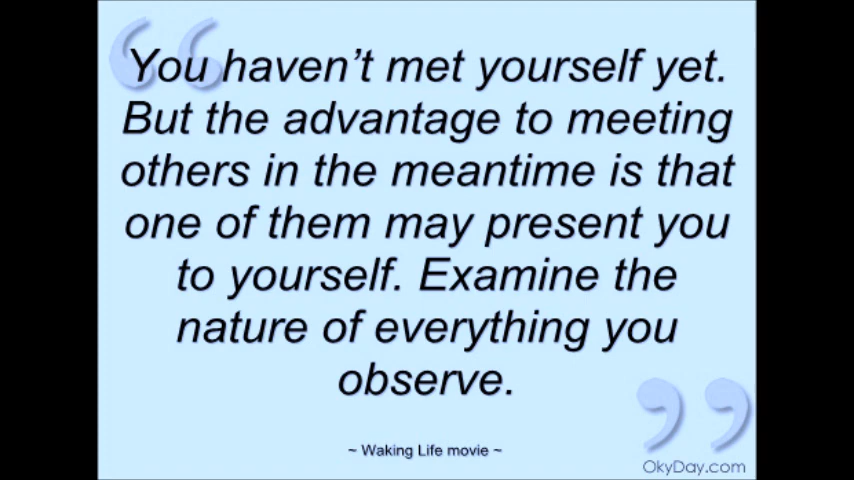 You haven’t met yourself yet.
But the advantage to meeting
others in the meantime is that
one of them may present you
to yourself. Examine the
nature of everything you
observe.
~ Waking Life movie ~
OkyDay.com